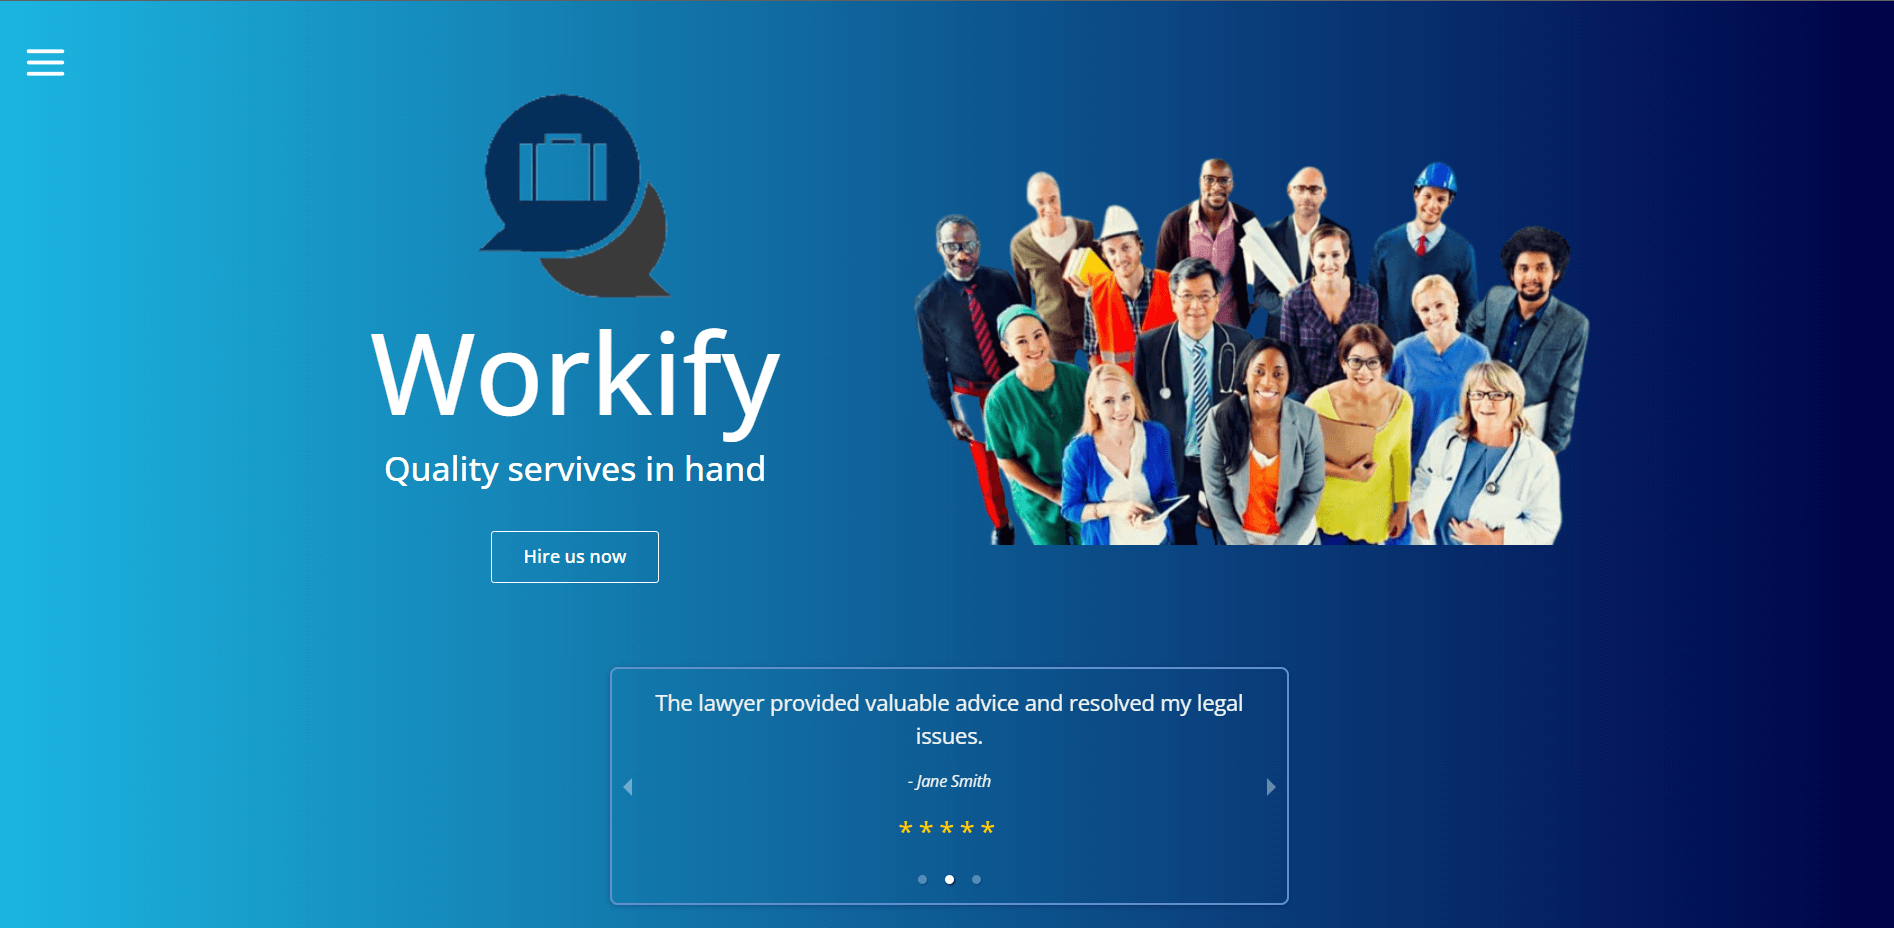 Workify
Quality servives in hand
Hire us now
The lawyer provided valuable advice and resolved my legal
issues.
- Jane Smith
* * * * *